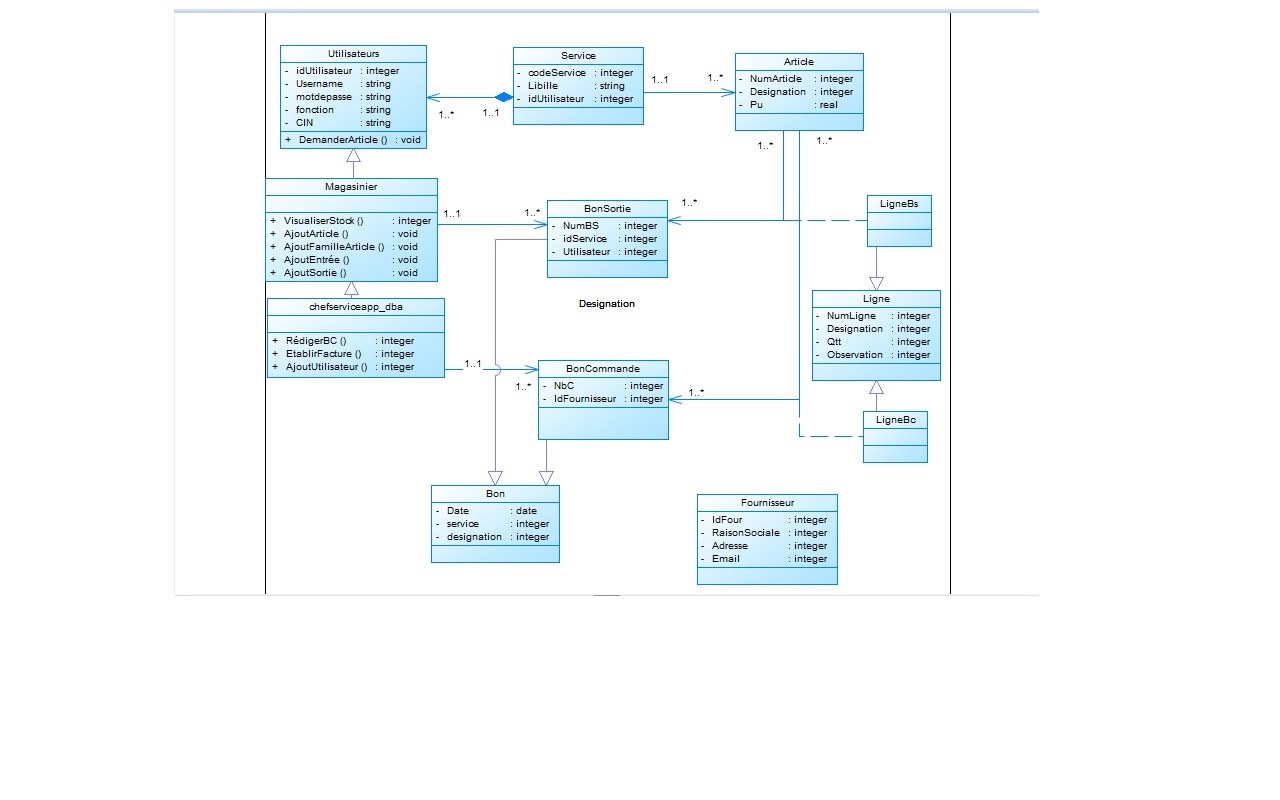 Utilisateurs
- idUtilisateur : integer
- Username : string
- motdepasse : string
- fonction : string
- CIN : string
+ DemanderArticle () : void
Service
- codeService : integer
- Libille : string
- idUtilisateur : integer
Article
- NumArticle : integer
- Designation : integer
- Pu : real
1..*
1..1
1..1
1..*
1..*
1..*
Magasinier
+ VisualiserStock () : integer
+ AjoutArticle () : void
+ AjoutFamilleArticle () : void
+ AjoutEntrée () : void
+ AjoutSortie () : void
1..1
1..*
BonSortie
- NumBS : integer
- idService : integer
- Utilisateur : integer
1..*
LigneBs
Designation
Ligne
- NumLigne : integer
- Designation : integer
- Qtt : integer
- Observation : integer
chefserviceapp_dba
+ RédigerBC () : integer
+ EtablirFacture () : integer
+ AjoutUtilisateur () : integer
1..1
1..*
BonCommande
- NbC : integer
- IdFournisseur : integer
1..*
LigneBc
Bon
- Date : date
- service : integer
- designation : integer
Fournisseur
- IdFour : integer
- RaisonSociale : integer
- Adresse : integer
- Email : integer